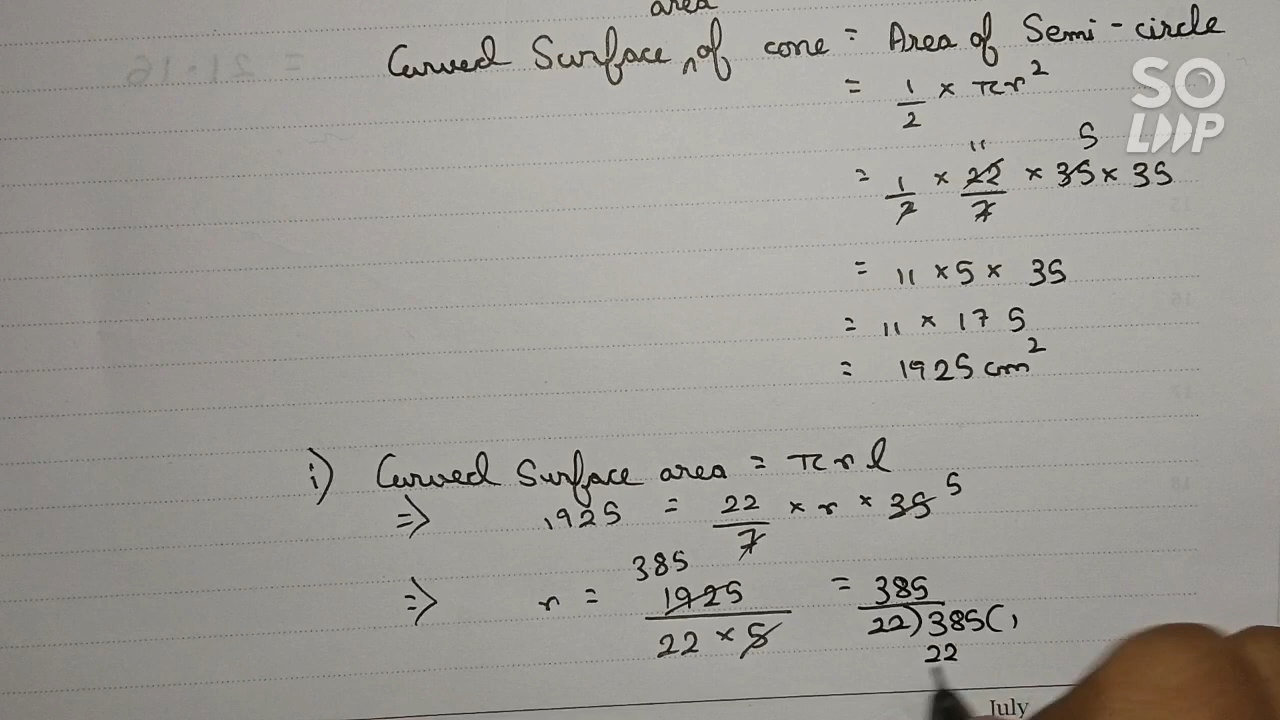 area
Curved Surface ^ of cone = Area of Semi-circle
= 1/2 × πr²
SO
LP
11 5
= 1/2 × 22/7 × 35 × 35
= 11 × 5 × 35
= 11 × 175
= 1925 cm²
i) Curved Surface area = πrl
⇒ 1925 = 22/7 × r × 35 5
385
⇒ r = 1925/22 × 5 = 385/22)385(1
22
July